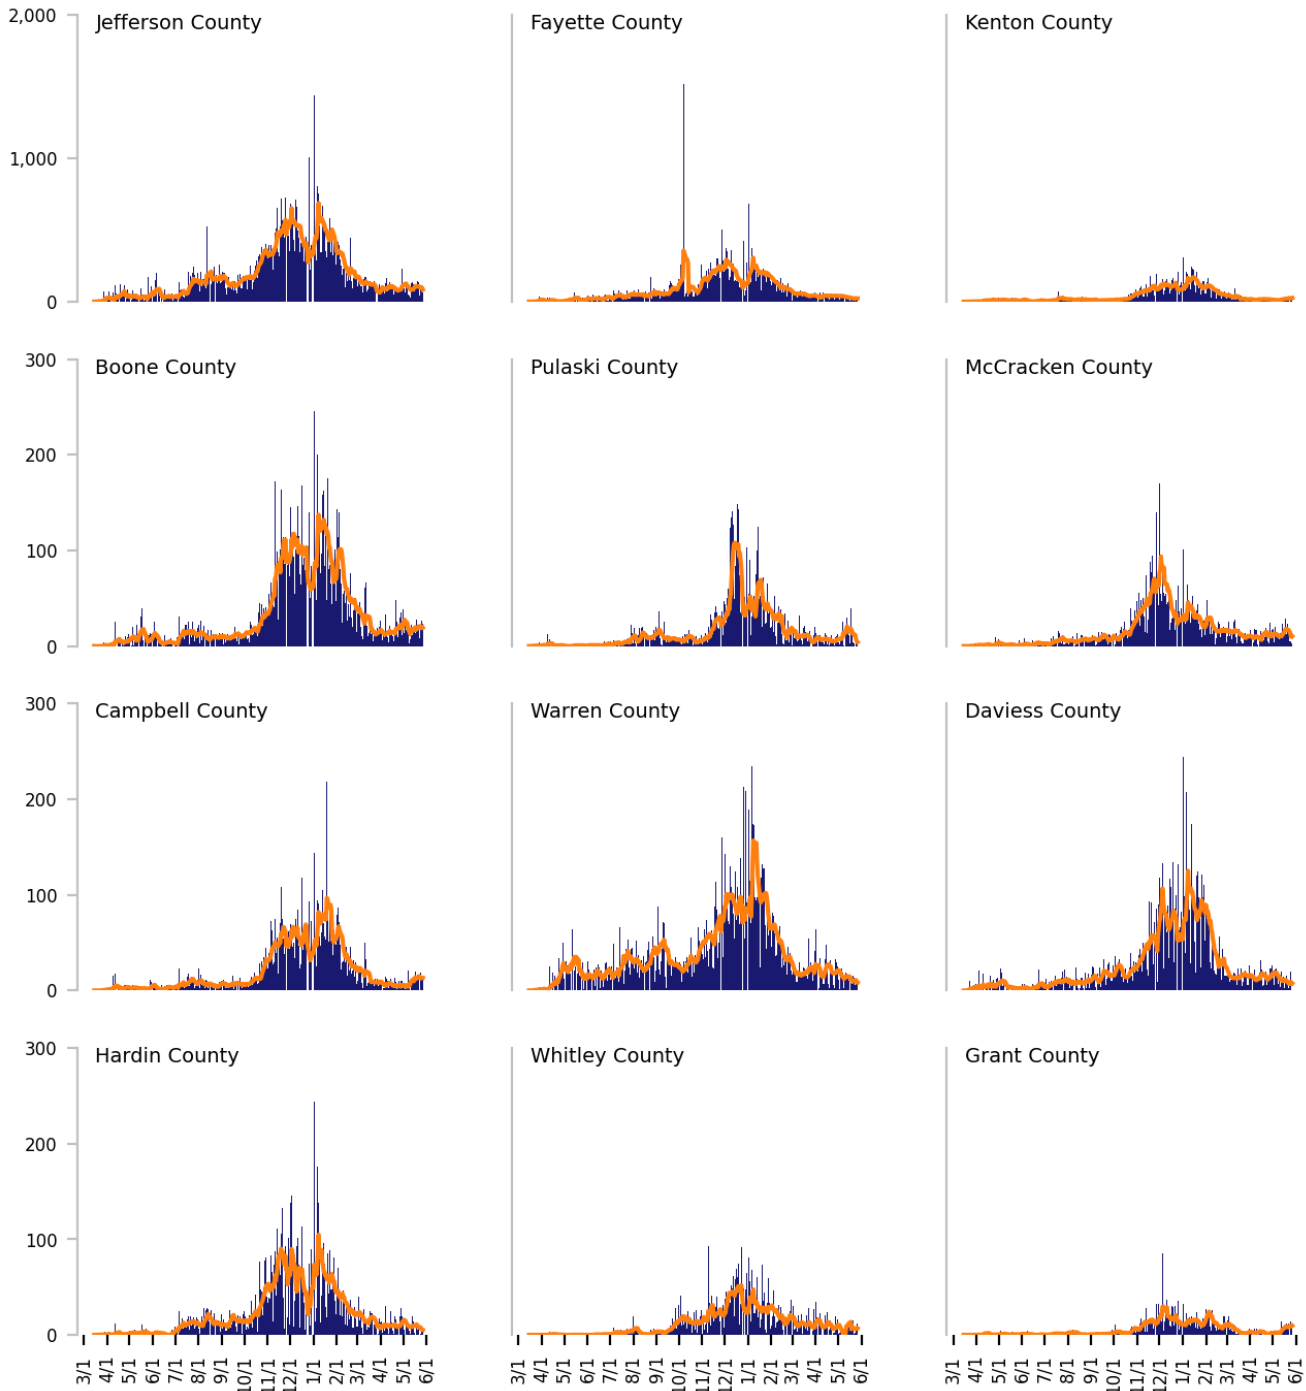 2,000 Jefferson County Fayette County Kenton County
1,000
0
300 Boone County Pulaski County McCracken County
200
100
0
300 Campbell County Warren County Daviess County
200
100
0
300 Hardin County Whitley County Grant County
200
100
0
3/1 4/1 5/1 6/1 7/1 8/1 9/1 10/1 11/1 12/1 1/1 2/1 3/1 4/1 5/1 6/1 3/1 4/1 5/1 6/1 7/1 8/1 9/1 10/1 11/1 12/1 1/1 2/1 3/1 4/1 5/1 6/1 3/1 4/1 5/1 6/1 7/1 8/1 9/1 10/1 11/1 12/1 1/1 2/1 3/1 4/1 5/1 6/1